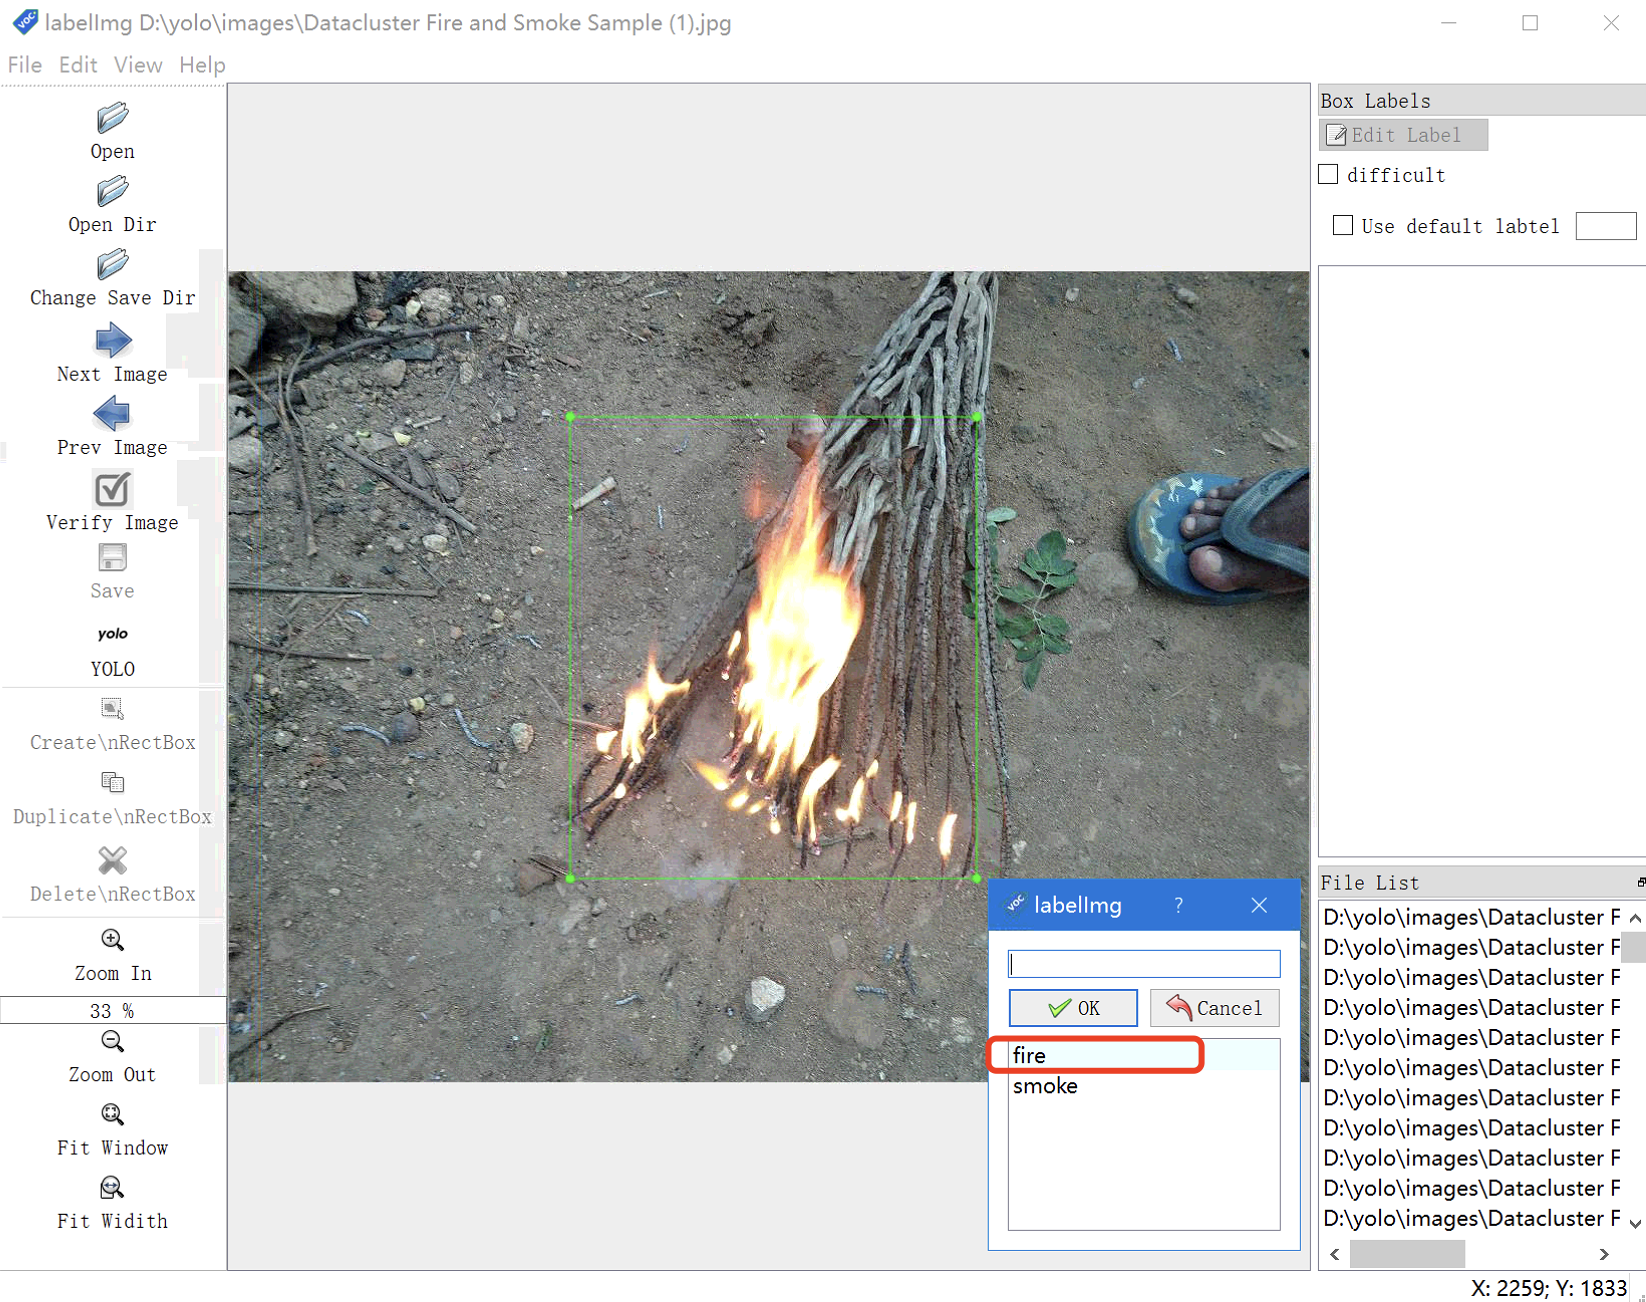 labelImg D:\yolo\images\Datacluster Fire and Smoke Sample (1).jpg
File Edit View Help
Open
Open Dir
Change Save Dir
Next Image
Prev Image
Verify Image
Save
yolo
YOLO
Create\nRectBox
Duplicate\nRectBox
Delete\nRectBox
Zoom In
33 %
Zoom Out
Fit Window
Fit Widith
VOC labelImg ?
OK Cancel
fire
smoke
Box Labels
Edit Label
difficult
Use default labtel
File List
D:\yolo\images\Datacluster F
D:\yolo\images\Datacluster F
D:\yolo\images\Datacluster F
D:\yolo\images\Datacluster F
D:\yolo\images\Datacluster F
D:\yolo\images\Datacluster F
D:\yolo\images\Datacluster F
D:\yolo\images\Datacluster F
D:\yolo\images\Datacluster F
D:\yolo\images\Datacluster F
D:\yolo\images\Datacluster F
X: 2259; Y: 1833